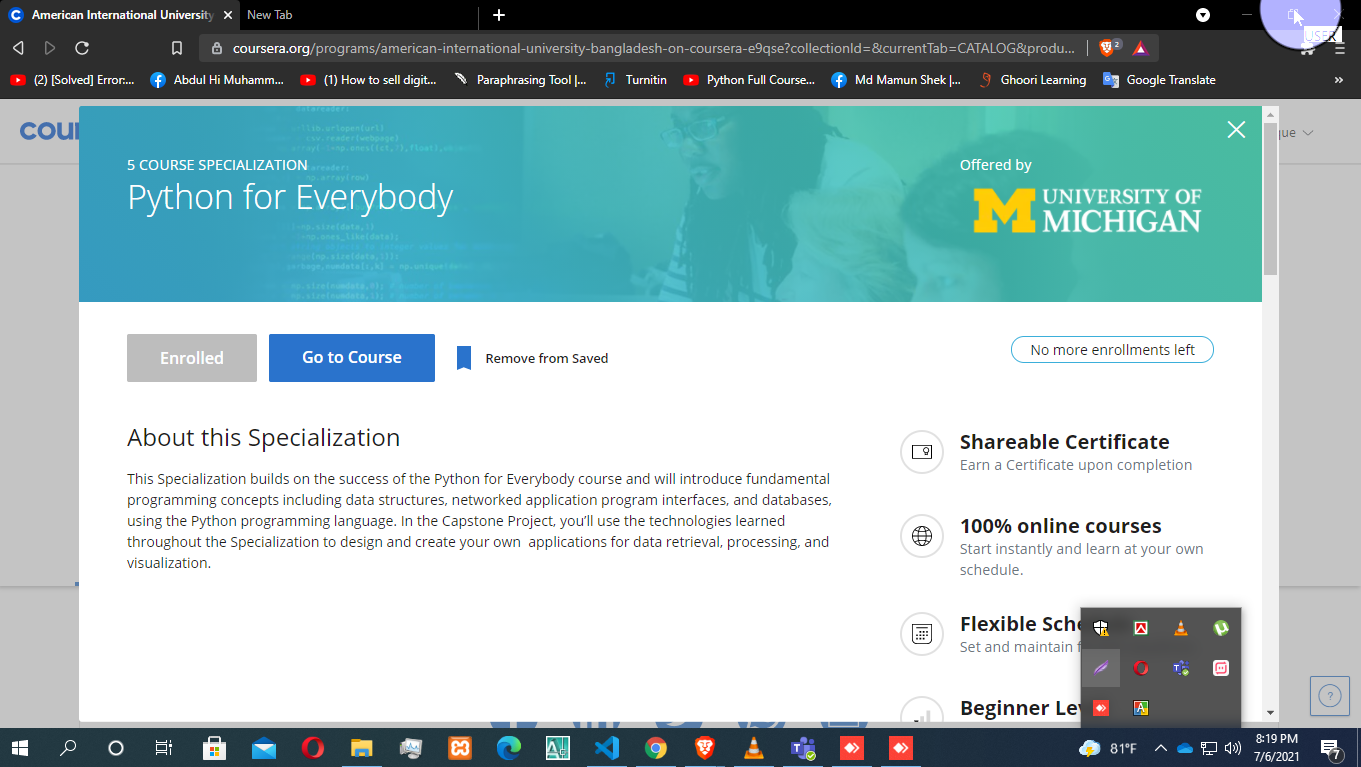 American International University
New Tab
USER
coursera.org/programs/american-international-university-bangladesh-on-coursera-e9qse?collectionId=&currentTab=CATALOG&produ...
2
(2) [Solved] Error:...
Abdul Hi Muhamm...
(1) How to sell digit...
Paraphrasing Tool |...
Turnitin
Python Full Course...
Md Mamun Shek |...
Ghoori Learning
Google Translate
»
cour
que
5 COURSE SPECIALIZATION
Python for Everybody
Offered by
M UNIVERSITY OF
MICHIGAN
Enrolled
Go to Course
Remove from Saved
No more enrollments left
About this Specialization
This Specialization builds on the success of the Python for Everybody course and will introduce fundamental
programming concepts including data structures, networked application program interfaces, and databases,
using the Python programming language. In the Capstone Project, you’ll use the technologies learned
throughout the Specialization to design and create your own applications for data retrieval, processing, and
visualization.
Shareable Certificate
Earn a Certificate upon completion
100% online courses
Start instantly and learn at your own
schedule.
Flexible Sche
Set and maintain f
Beginner Lev
81°F
8:19 PM
7/6/2021
7